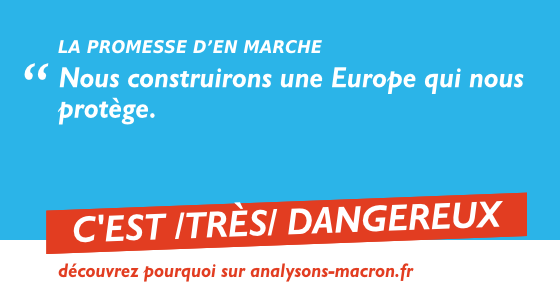 LA PROMESSE D’EN MARCHE
“ Nous construirons une Europe qui nous
protège.
C'EST /TRÈS/ DANGEREUX
découvrez pourquoi sur analysons-macron.fr